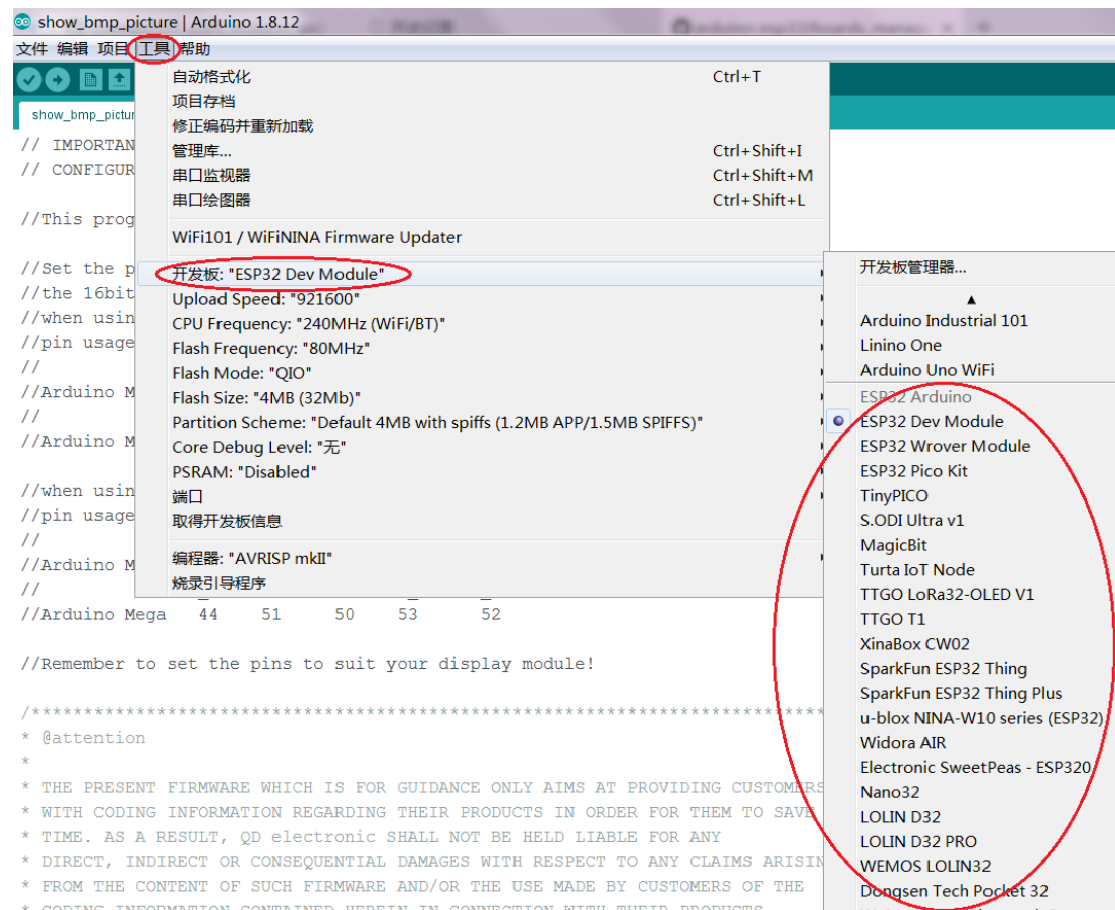 show_bmp_picture | Arduino 1.8.12
文件 编辑 项目 工具 帮助
自动格式化 Ctrl+T
项目存档
修正编码并重新加载
管理库... Ctrl+Shift+I
串口监视器 Ctrl+Shift+M
串口绘图器 Ctrl+Shift+L
WiFi101 / WiFiNINA Firmware Updater
开发板: "ESP32 Dev Module"
Upload Speed: "921600"
CPU Frequency: "240MHz (WiFi/BT)"
Flash Frequency: "80MHz"
Flash Mode: "QIO"
Flash Size: "4MB (32Mb)"
Partition Scheme: "Default 4MB with spiffs (1.2MB APP/1.5MB SPIFFS)"
Core Debug Level: "无"
PSRAM: "Disabled"
端口
取得开发板信息
编程器: "AVRISP mkII"
烧录引导程序
开发板管理器...
Arduino Industrial 101
Linino One
Arduino Uno WiFi
ESP32 Arduino
ESP32 Dev Module
ESP32 Wrover Module
ESP32 Pico Kit
TinyPICO
S.ODI Ultra v1
MagicBit
Turta IoT Node
TTGO LoRa32-OLED V1
TTGO T1
XinaBox CW02
SparkFun ESP32 Thing
SparkFun ESP32 Thing Plus
u-blox NINA-W10 series (ESP32)
Widora AIR
Electronic SweetPeas - ESP320
Nano32
LOLIN D32
LOLIN D32 PRO
WEMOS LOLIN32
Dongsen Tech Pocket 32
show_bmp_pictur
// IMPORTAN
// CONFIGUR
//This prog
//Set the p
//the 16bit
//when usin
//pin usage
//
//Arduino M
//
//Arduino M
//when usin
//pin usage
//
//Arduino M
//
//Arduino Mega 44 51 50 53 52
//Remember to set the pins to suit your display module!
/****************************************************************************
* @attention
*
* THE PRESENT FIRMWARE WHICH IS FOR GUIDANCE ONLY AIMS AT PROVIDING CUSTOMERS
* WITH CODING INFORMATION REGARDING THEIR PRODUCTS IN ORDER FOR THEM TO SAVE
* TIME. AS A RESULT, QD electronic SHALL NOT BE HELD LIABLE FOR ANY
* DIRECT, INDIRECT OR CONSEQUENTIAL DAMAGES WITH RESPECT TO ANY CLAIMS ARISIN
* FROM THE CONTENT OF SUCH FIRMWARE AND/OR THE USE MADE BY CUSTOMERS OF THE
* CODING INFORMATION CONTAINED HEREIN IN CONNECTION WITH THEIR PRODUCTS